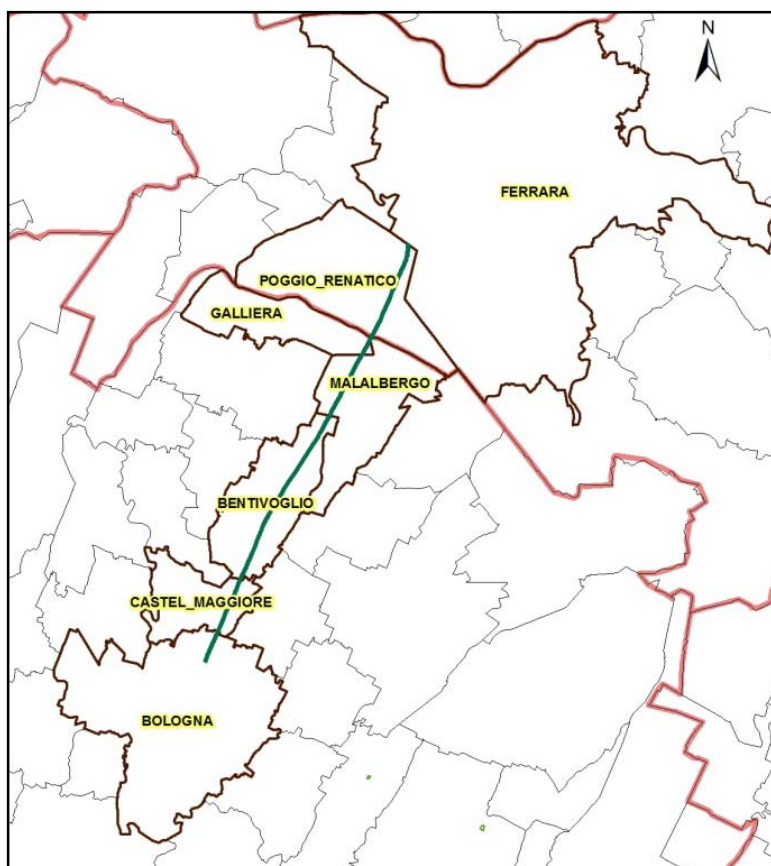 N
FERRARA
POGGIO_RENATICO
GALLIERA
MALALBERGO
BENTIVOGLIO
CASTEL_MAGGIORE
BOLOGNA